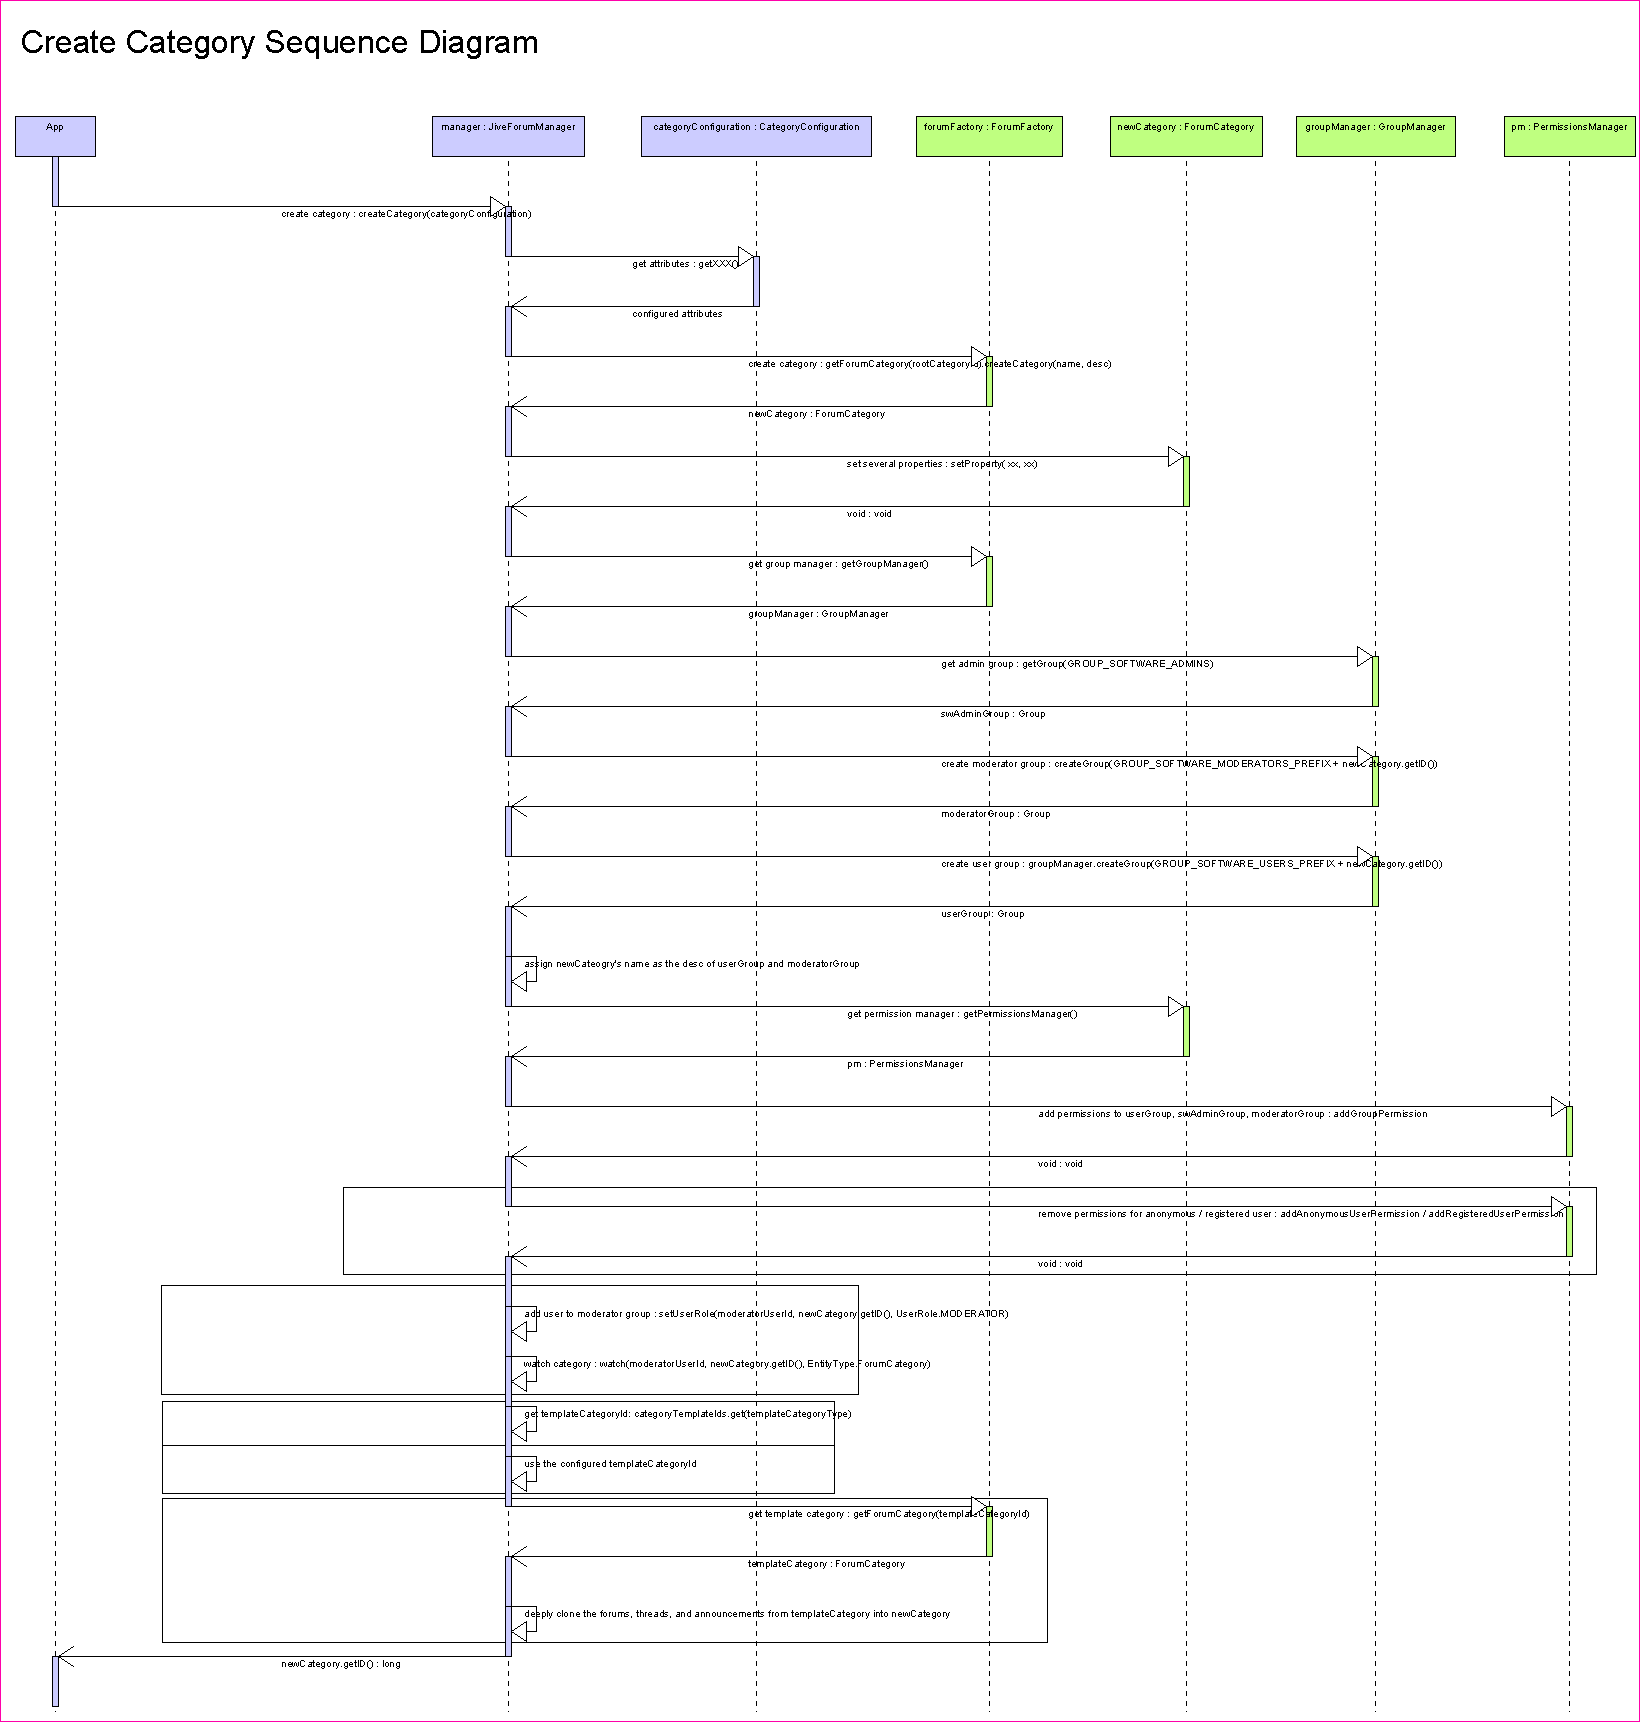 Create Category Sequence Diagram
App
manager : JiveForumManager
categoryConfiguration : CategoryConfiguration
forumFactory : ForumFactory
newCategory : ForumCategory
groupManager : GroupManager
pm : PermissionsManager
create category : createCategory(categoryConfiguration)
get attributes : getXXX()
configured attributes
create category : getForumCategory(rootCategoryId).createCategory(name, desc)
newCategory : ForumCategory
set several properties : setProperty( xx, xx)
void : void
get group manager : getGroupManager()
groupManager : GroupManager
get admin group : getGroup(GROUP_SOFTWARE_ADMINS)
swAdminGroup : Group
create moderator group : createGroup(GROUP_SOFTWARE_MODERATORS_PREFIX + newCategory.getID())
moderatorGroup : Group
create user group : groupManager.createGroup(GROUP_SOFTWARE_USERS_PREFIX + newCategory.getID())
userGroup : Group
assign newCateogry's name as the desc of userGroup and moderatorGroup
get permission manager : getPermissionsManager()
pm : PermissionsManager
add permissions to userGroup, swAdminGroup, moderatorGroup : addGroupPermission
void : void
remove permissions for anonymous / registered user : addAnonymousUserPermission / addRegisteredUserPermission
void : void
add user to moderator group : setUserRole(moderatorUserId, newCategory.getID(), UserRole.MODERATOR)
watch category : watch(moderatorUserId, newCategory.getID(), EntityType.ForumCategory)
get templateCategoryId: categoryTemplateIds.get(templateCategoryType)
use the configured templateCategoryId
get template category : getForumCategory(templateCategoryId)
templateCategory : ForumCategory
deeply clone the forums, threads, and announcements from templateCategory into newCategory
newCategory.getID() : long